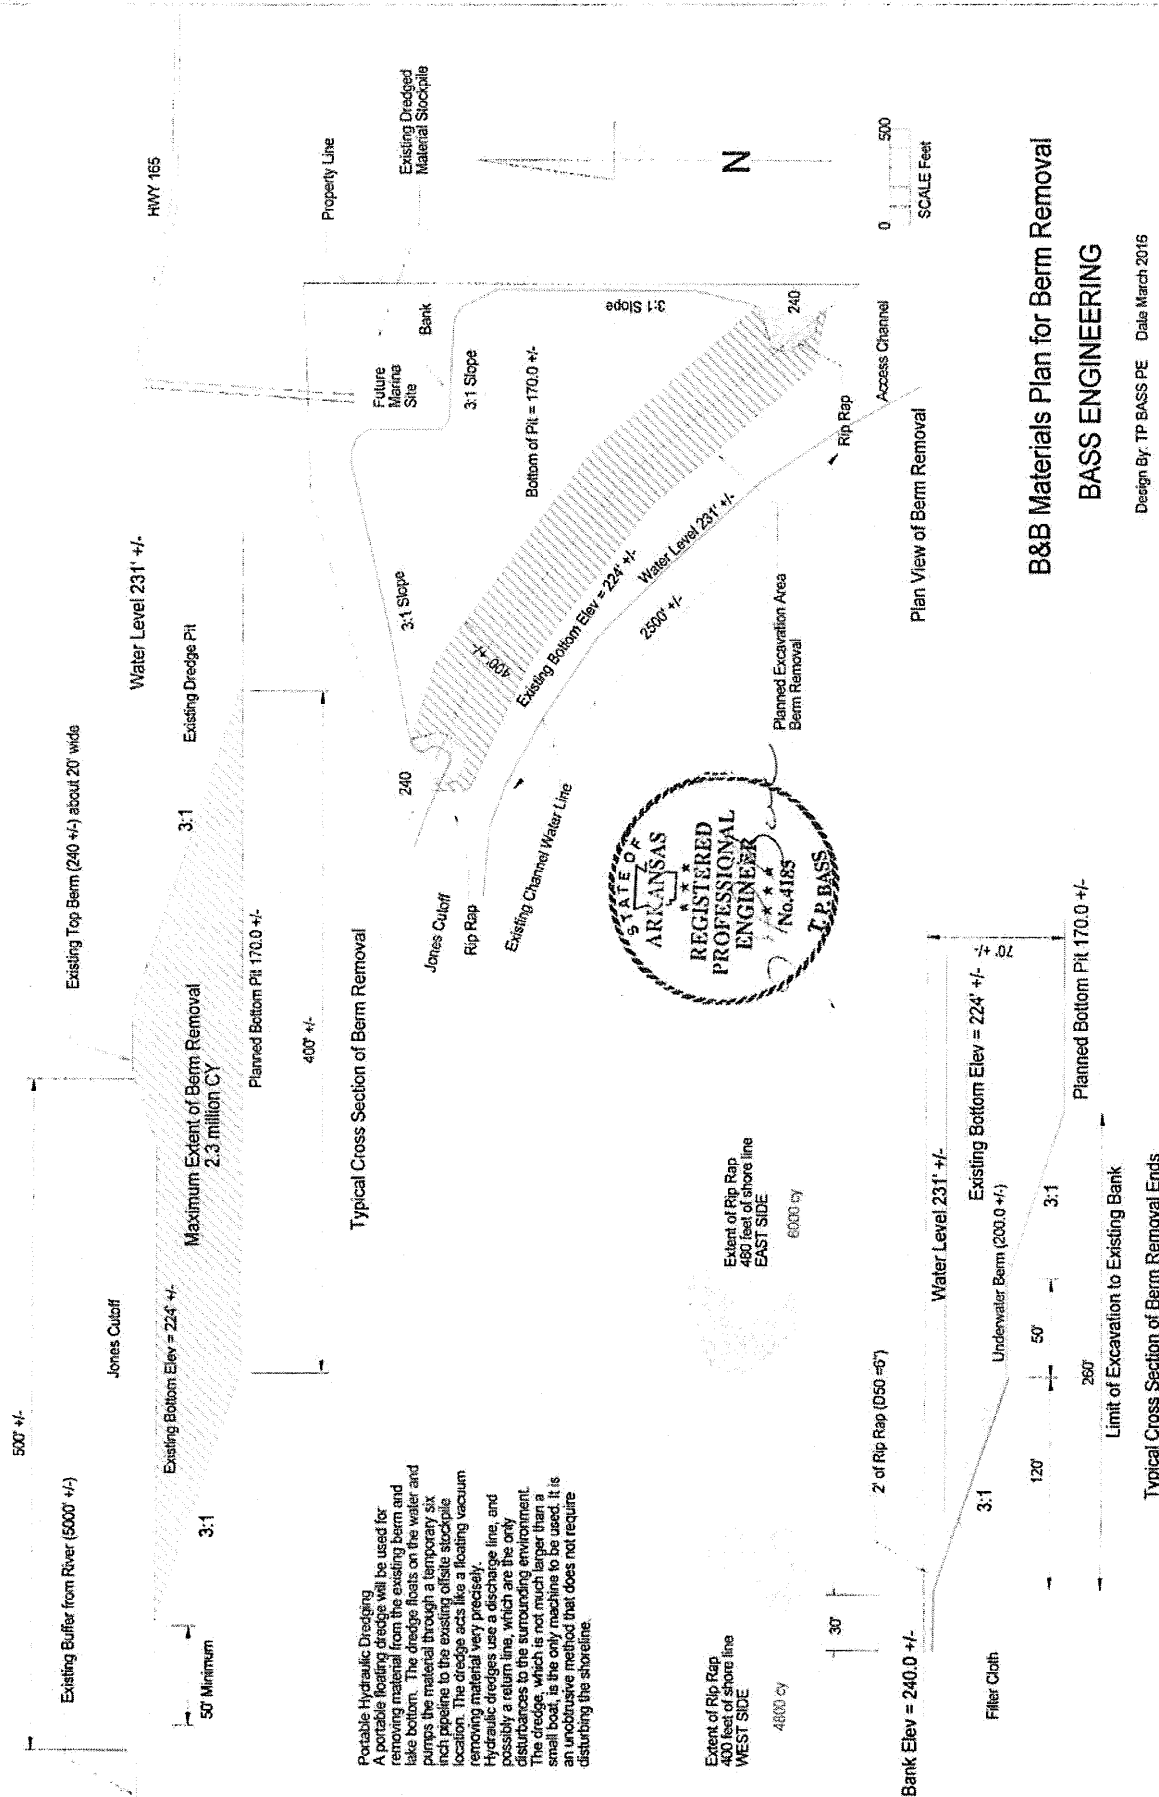 500' +/-
Existing Buffer from River (5000' +/-)
50' Minimum
3:1
Jones Cutoff
Existing Bottom Elev = 224' +/-
Maximum Extent of Berm Removal
2.3 million CY
Existing Top Berm (240 +/-) about 20' wide
Water Level 231' +/-
Existing Dredge Pit
3:1
Planned Bottom Pit 170.0 +/-
400' +/-
Typical Cross Section of Berm Removal
HWY 165
Property Line
Existing Dredged
Material Stockpile
Future
Marina
Site
Bank
3:1 Slope
3:1 Slope
3:1 Slope
Bottom of Pit = 170.0 +/-
240
240
400' +/-
Existing Bottom Elev = 224' +/-
Water Level 231' +/-
2500' +/-
Jones Cutoff
Rip Rap
Existing Channel Water Line
Planned Excavation Area
Berm Removal
Rip Rap
Access Channel
Plan View of Berm Removal
N
0 500
SCALE Feet
Portable Hydraulic Dredging
A portable floating dredge will be used for
removing material from the existing berm and
lake bottom. The dredge floats on the water and
pumps the material through a temporary six
inch pipeline to the existing offsite stockpile
location. The dredge acts like a floating vacuum
removing material very precisely.
Hydraulic dredges use a discharge line, and
possibly a return line, which are the only
disturbances to the surrounding environment.
The dredge, which is not much larger than a
small boat, is the only machine to be used. It is
an unobtrusive method that does not require
disturbing the shoreline.
Extent of Rip Rap
400 feet of shore line
WEST SIDE
4800 cy
Extent of Rip Rap
480 feet of shore line
EAST SIDE
6000 cy
STATE OF
ARKANSAS
REGISTERED
PROFESSIONAL
ENGINEER
No. 4185
T.P. BASS
Bank Elev = 240.0 +/-
30'
2' of Rip Rap (D50 =6")
Filter Cloth
3:1
Water Level 231' +/-
Existing Bottom Elev = 224' +/-
Underwater Berm (200.0 +/-)
70' +/-
3:1
120'
50'
260'
Planned Bottom Pit 170.0 +/-
Limit of Excavation to Existing Bank
Typical Cross Section of Berm Removal Ends
B&B Materials Plan for Berm Removal
BASS ENGINEERING
Design By: TP BASS PE Date March 2016